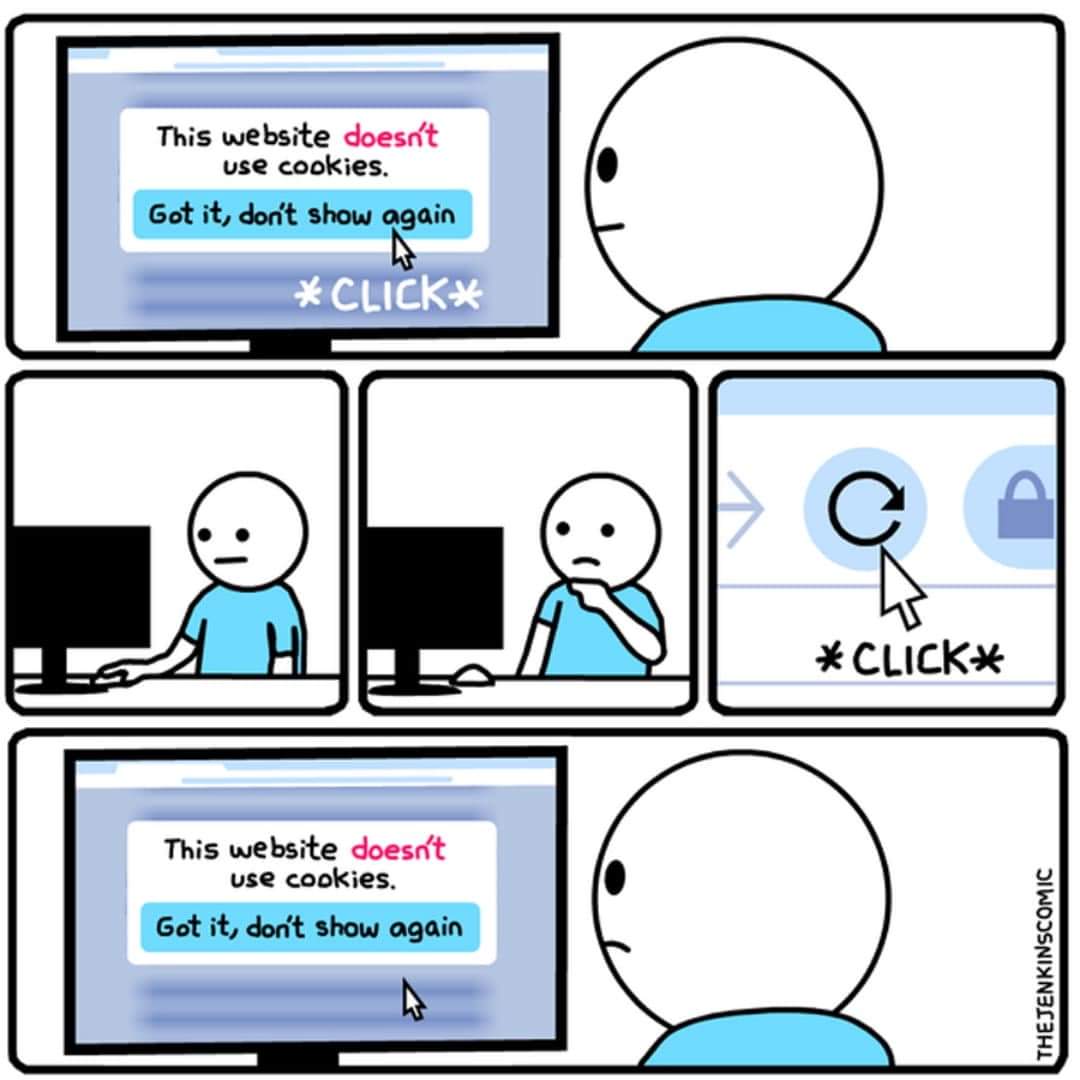 This website doesn't
use cookies.
Got it, don't show again
*CLICK*
*CLICK*
This website doesn't
use cookies.
Got it, don't show again
THEJENKINSCOMIC